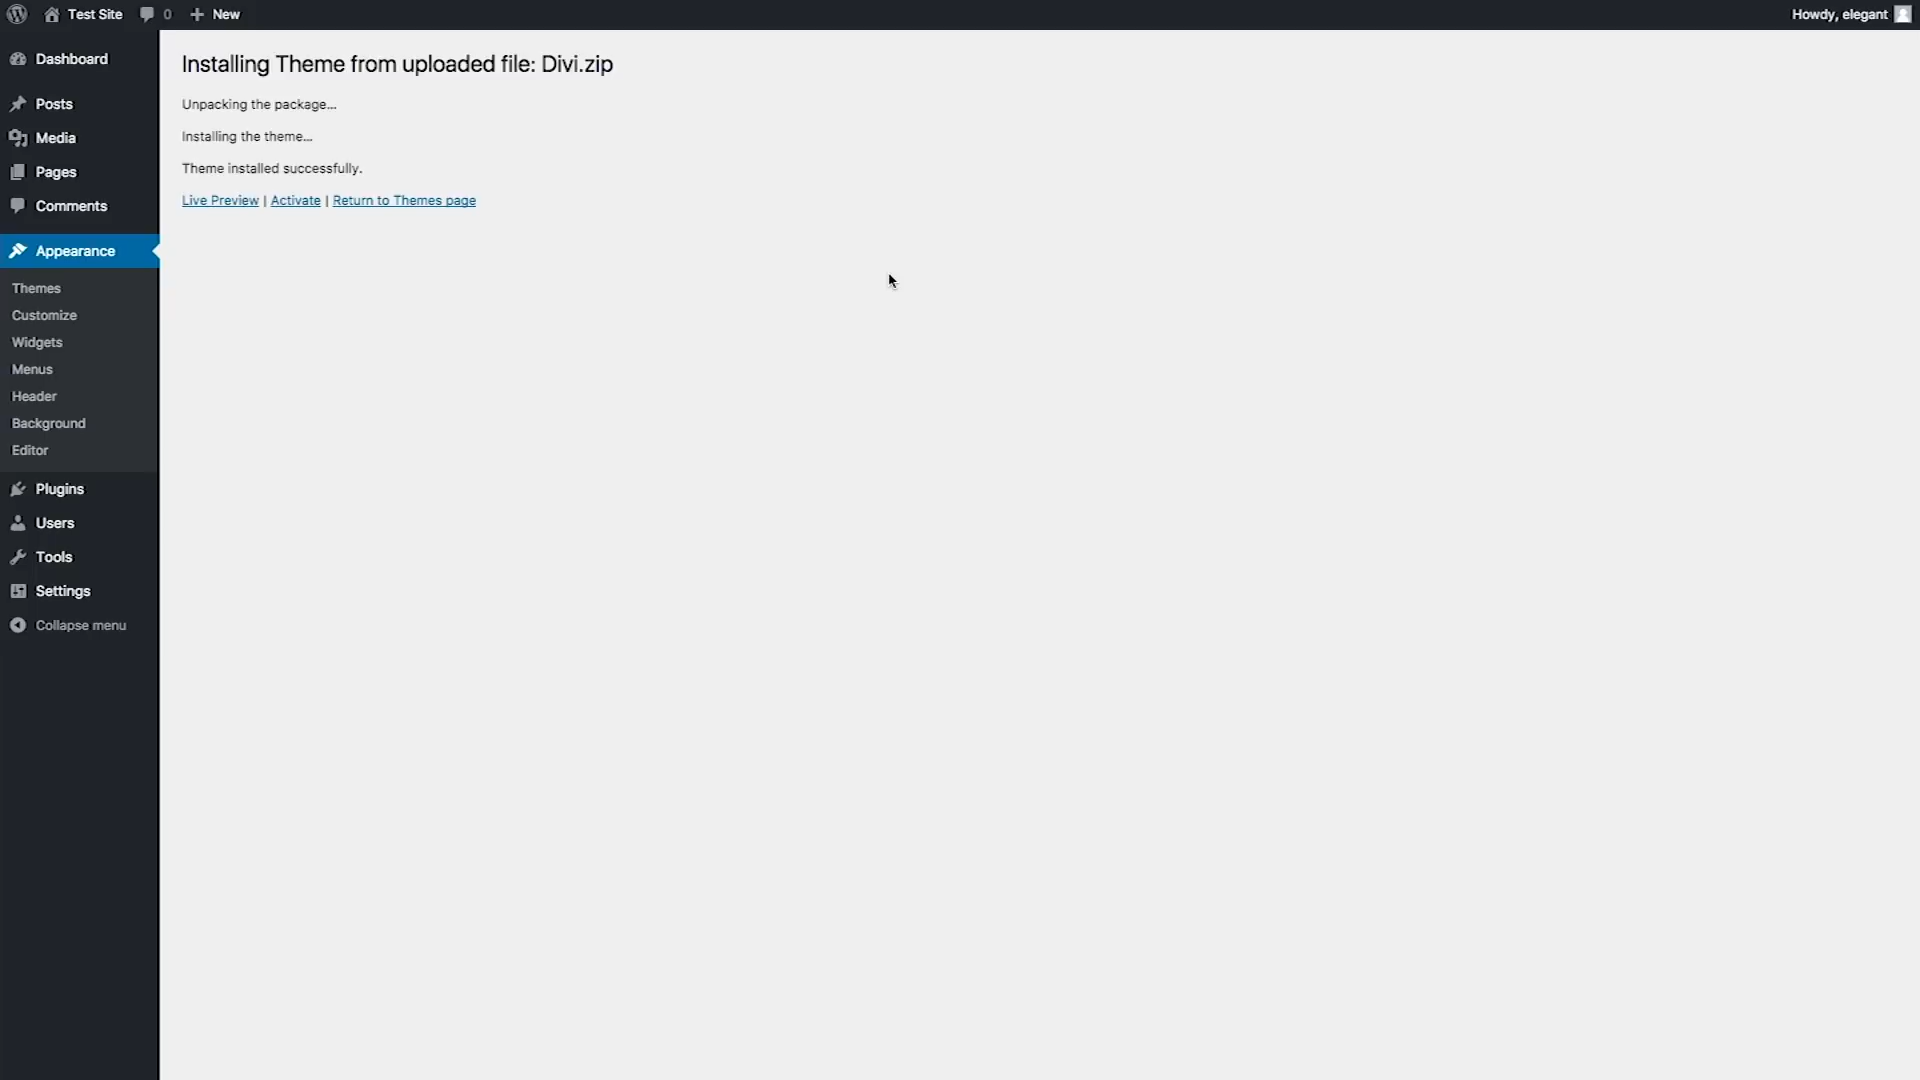 Test Site 0 New Howdy, elegant
Dashboard
Posts
Media
Pages
Comments
Appearance
Themes
Customize
Widgets
Menus
Header
Background
Editor
Plugins
Users
Tools
Settings
Collapse menu
Installing Theme from uploaded file: Divi.zip
Unpacking the package...
Installing the theme...
Theme installed successfully.
Live Preview | Activate | Return to Themes page